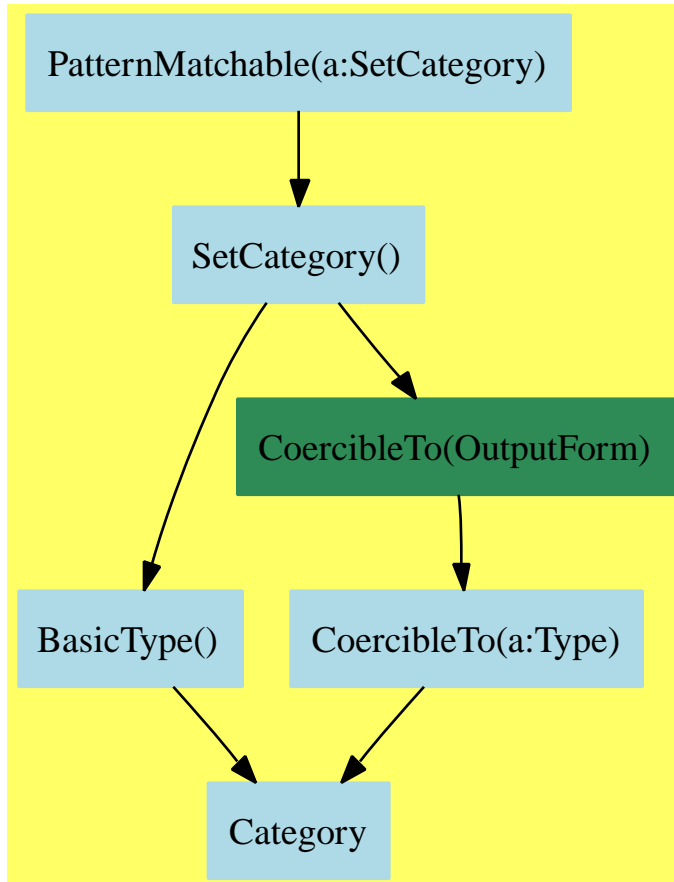 PatternMatchable(a:SetCategory)
SetCategory()
CoercibleTo(OutputForm)
BasicType()
CoercibleTo(a:Type)
Category